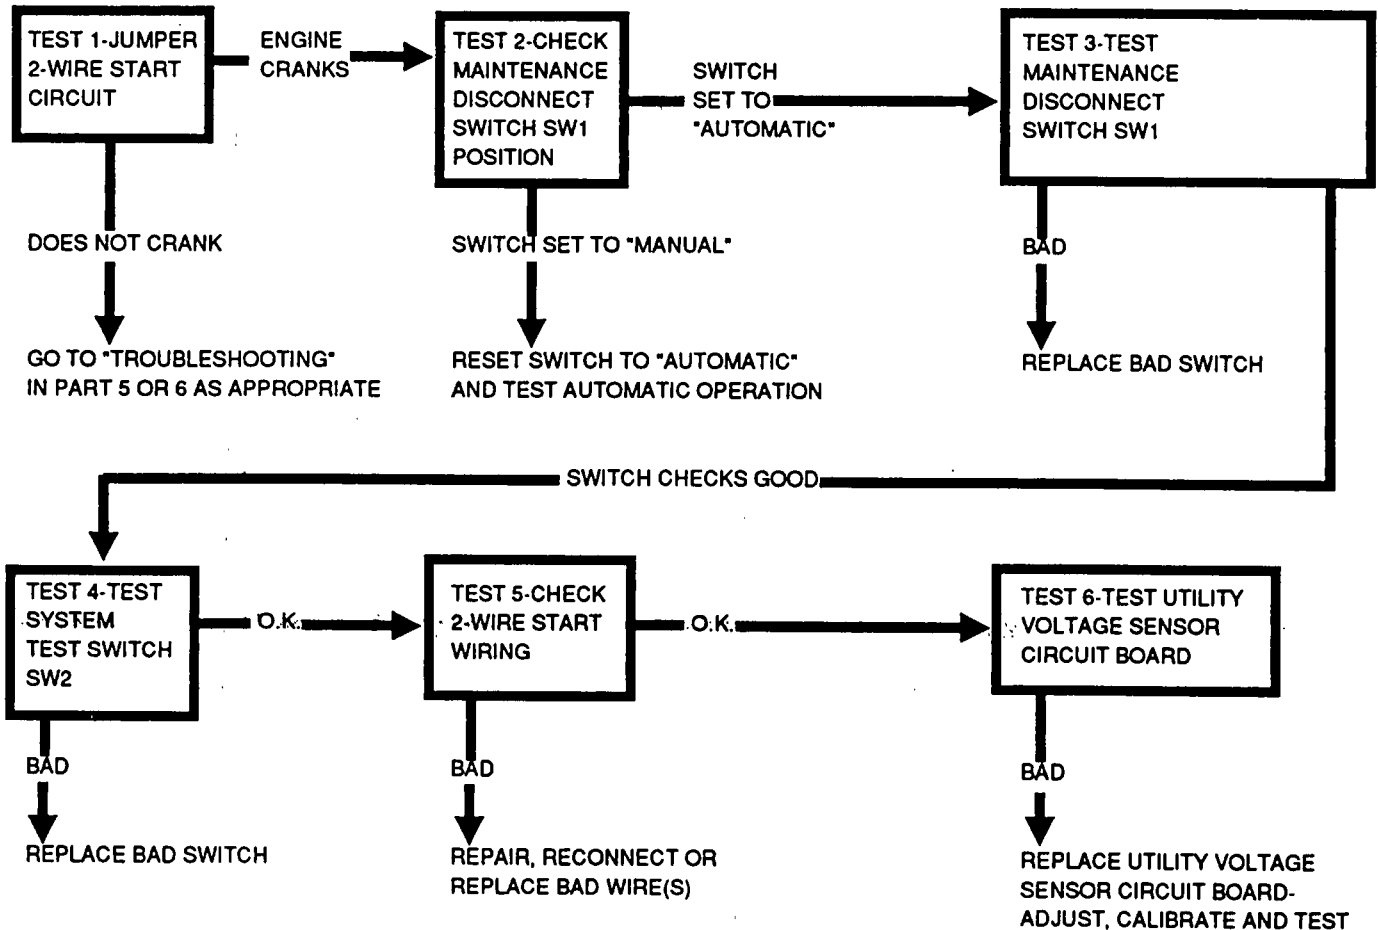 TEST 1-JUMPER
2-WIRE START
CIRCUIT
ENGINE
CRANKS
TEST 2-CHECK
MAINTENANCE
DISCONNECT
SWITCH SW1
POSITION
SWITCH
SET TO
"AUTOMATIC"
TEST 3-TEST
MAINTENANCE
DISCONNECT
SWITCH SW1
DOES NOT CRANK
SWITCH SET TO "MANUAL"
BAD
GO TO "TROUBLESHOOTING"
IN PART 5 OR 6 AS APPROPRIATE
RESET SWITCH TO "AUTOMATIC"
AND TEST AUTOMATIC OPERATION
REPLACE BAD SWITCH
SWITCH CHECKS GOOD
TEST 4-TEST
SYSTEM
TEST SWITCH
SW2
O.K.
TEST 5-CHECK
2-WIRE START
WIRING
O.K.
TEST 6-TEST UTILITY
VOLTAGE SENSOR
CIRCUIT BOARD
BAD
BAD
BAD
REPLACE BAD SWITCH
REPAIR, RECONNECT OR
REPLACE BAD WIRE(S)
REPLACE UTILITY VOLTAGE
SENSOR CIRCUIT BOARD-
ADJUST, CALIBRATE AND TEST